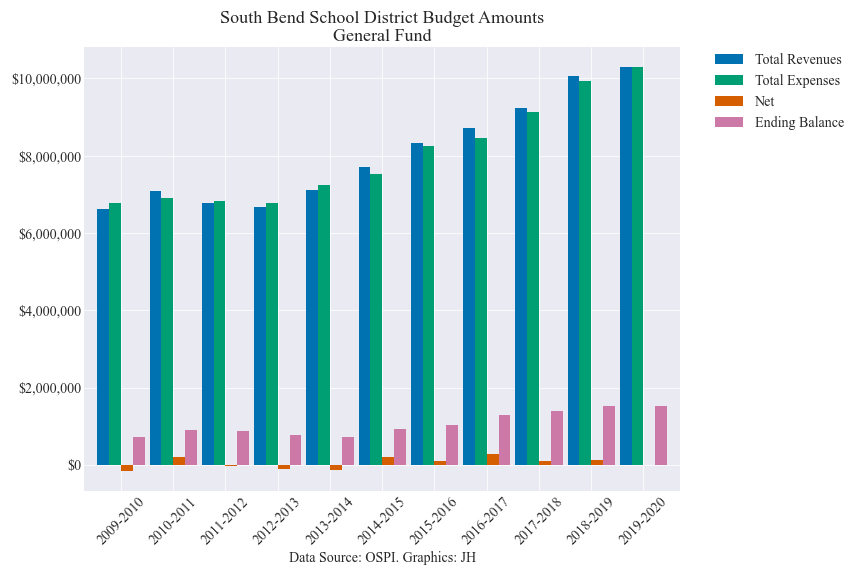 South Bend School District Budget Amounts
General Fund
Total Revenues
Total Expenses
Net
Ending Balance
$10,000,000
$8,000,000
$6,000,000
$4,000,000
$2,000,000
$0
2009-2010
2010-2011
2011-2012
2012-2013
2013-2014
2014-2015
2015-2016
2016-2017
2017-2018
2018-2019
2019-2020
Data Source: OSPI. Graphics: JH